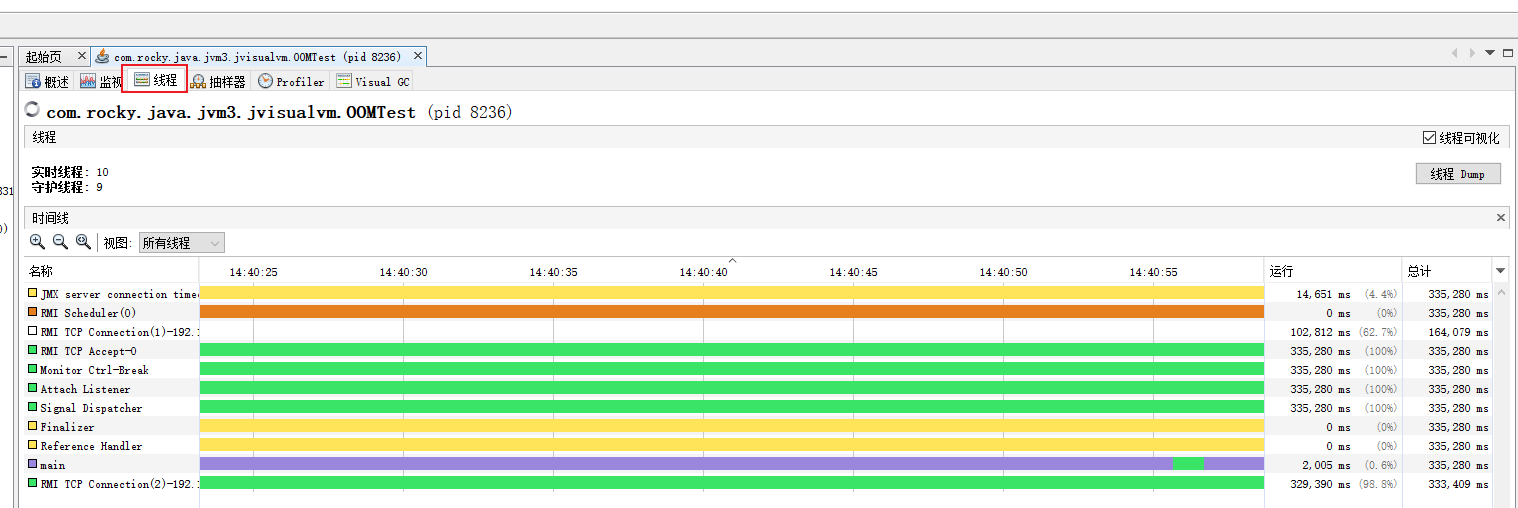 起始页 com.rocky.java.jvm3.jvisualvm.OOMTest (pid 8236)
概述 监视 线程 抽样器 Profiler Visual GC
com.rocky.java.jvm3.jvisualvm.OOMTest (pid 8236)
线程 线程可视化
实时线程: 10 线程 Dump
守护线程: 9
331
时间线
0)
视图: 所有线程
名称 14:40:25 14:40:30 14:40:35 14:40:40 14:40:45 14:40:50 14:40:55 运行 总计
JMX server connection time 14,651 ms (4.4%) 335,280 ms
RMI Scheduler(0) 0 ms (0%) 335,280 ms
RMI TCP Connection(1)-192. 102,812 ms (62.7%) 164,079 ms
RMI TCP Accept-0 335,280 ms (100%) 335,280 ms
Monitor Ctrl-Break 335,280 ms (100%) 335,280 ms
Attach Listener 335,280 ms (100%) 335,280 ms
Signal Dispatcher 335,280 ms (100%) 335,280 ms
Finalizer 0 ms (0%) 335,280 ms
Reference Handler 0 ms (0%) 335,280 ms
main 2,005 ms (0.6%) 335,280 ms
RMI TCP Connection(2)-192. 329,390 ms (98.8%) 333,409 ms